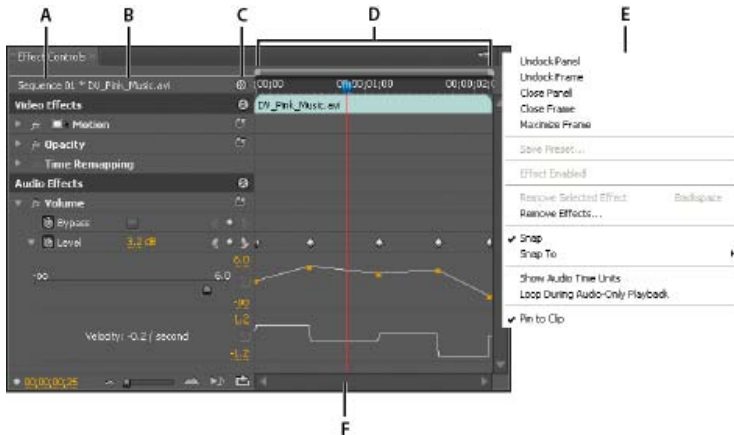 A B C D E
Effect Controls
Sequence 01 * DV_Pink_Music.avi
;00;00 00;00;01;00 00;00;02;0
Video Effects
DV_Pink_Music.avi
fx Motion
fx Opacity
Time Remapping
Audio Effects
fx Volume
Bypass
Level 3.2 dB
6.0
-∞ 6.0
-∞
1.2
Velocity: -0.2 / second
-1.2
00;00;00;25
Undock Panel
Undock Frame
Close Panel
Close Frame
Maximize Frame
Save Preset...
Effect Enabled
Remove Selected Effect Backspace
Remove Effects...
Snap
Snap To
Show Audio Time Units
Loop During Audio-Only Playback
Pin to Clip
F